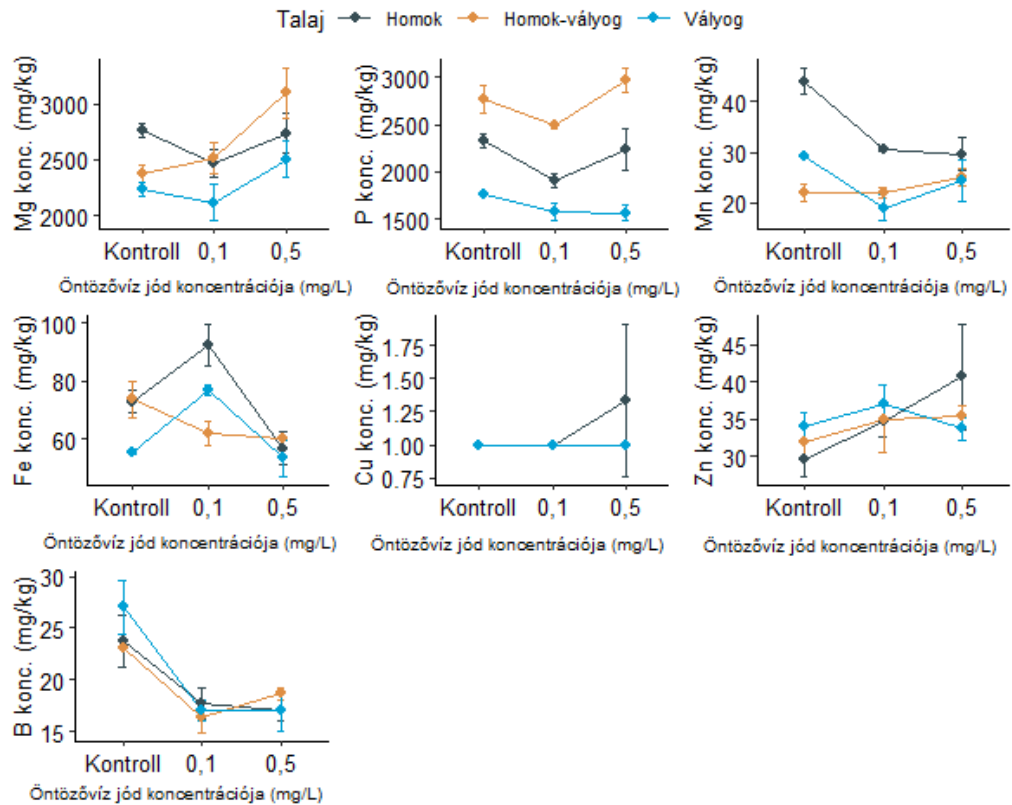 Talaj Homok Homok-vályog Vályog
Mg konc. (mg/kg)
3000
2500
2000
Kontroll 0,1 0,5
Öntözővíz jód koncentrációja (mg/L)
P konc. (mg/kg)
3000
2500
2000
1500
Kontroll 0,1 0,5
Öntözővíz jód koncentrációja (mg/L)
Mn konc. (mg/kg)
40
30
20
Kontroll 0,1 0,5
Öntözővíz jód koncentrációja (mg/L)
Fe konc. (mg/kg)
100
80
60
Kontroll 0,1 0,5
Öntözővíz jód koncentrációja (mg/L)
Cu konc. (mg/kg)
1.75
1.50
1.25
1.00
0.75
Kontroll 0,1 0,5
Öntözővíz jód koncentrációja (mg/L)
Zn konc. (mg/kg)
45
40
35
30
Kontroll 0,1 0,5
Öntözővíz jód koncentrációja (mg/L)
B konc. (mg/kg)
30
25
20
15
Kontroll 0,1 0,5
Öntözővíz jód koncentrációja (mg/L)